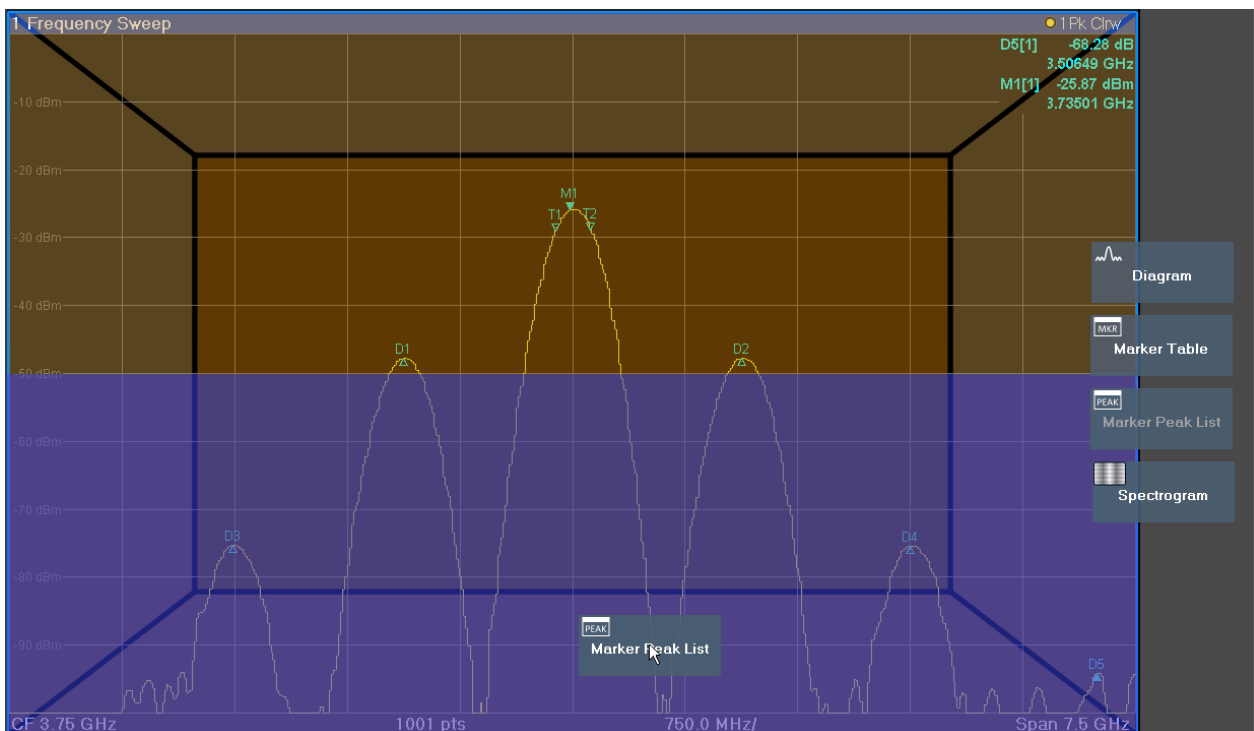 1 Frequency Sweep
1Pk Clrw
D5[1] -68.28 dB
3.50649 GHz
M1[1] -25.87 dBm
3.73501 GHz
-10 dBm
-20 dBm
M1
T1 T2
-30 dBm
Diagram
-40 dBm
MKR
Marker Table
D1 D2
-50 dBm
PEAK
Marker Peak List
-60 dBm
Spectrogram
-70 dBm
D3 D4
-80 dBm
PEAK
Marker Peak List
-90 dBm
D5
CF 3.75 GHz 1001 pts 750.0 MHz/ Span 7.5 GHz